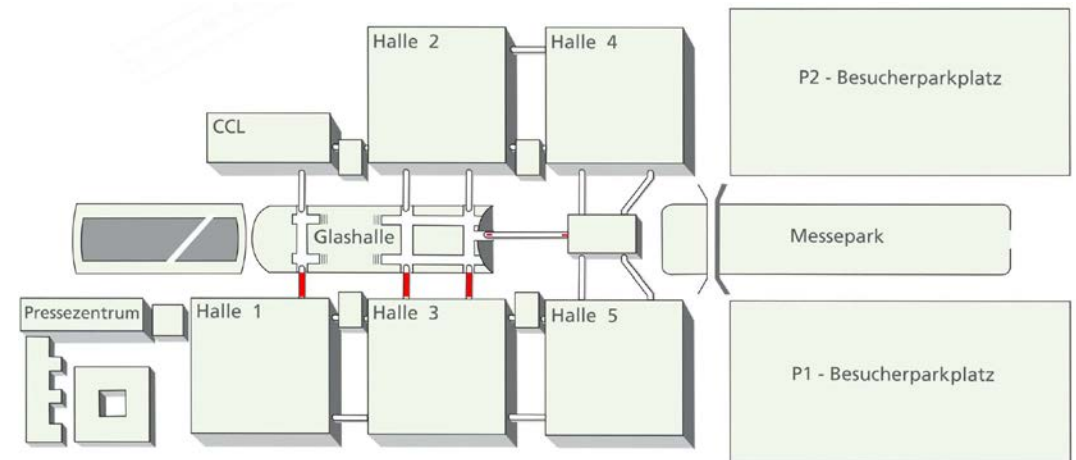 Halle 2
Halle 4
P2 - Besucherparkplatz
CCL
Glashalle
Messepark
Pressezentrum
Halle 1
Halle 3
Halle 5
P1 - Besucherparkplatz